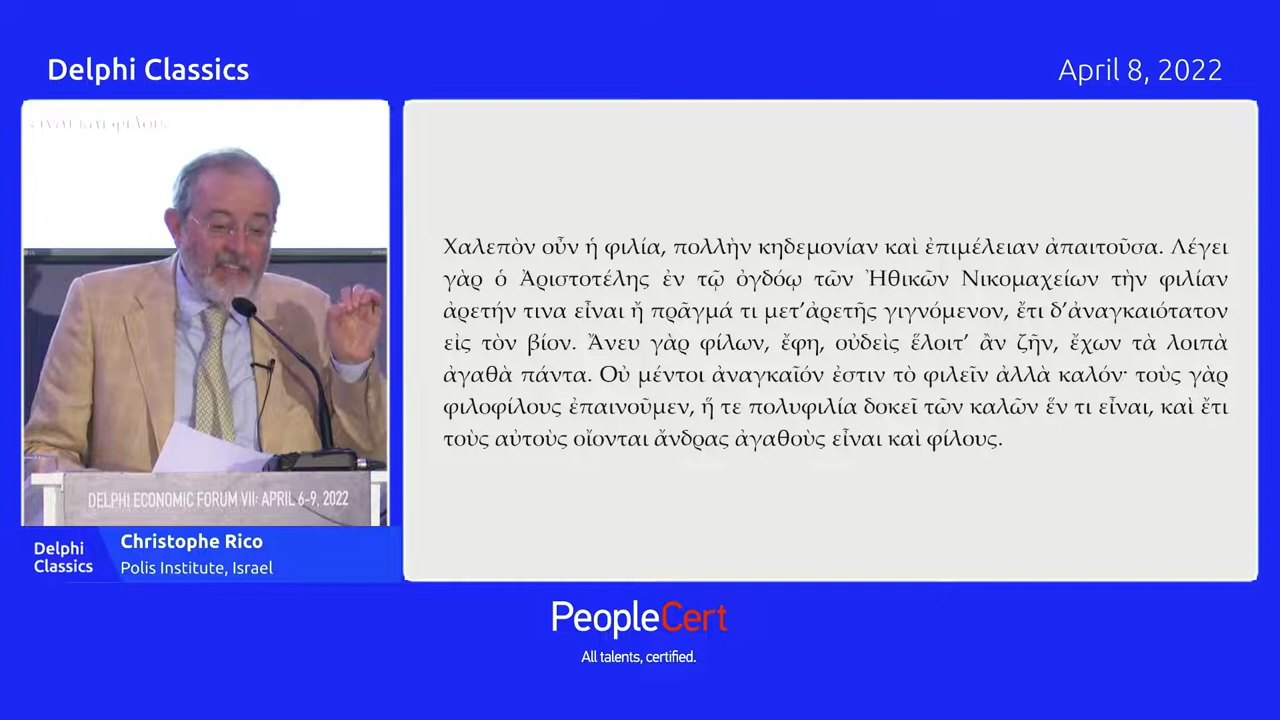 Delphi Classics
April 8, 2022
Χαλεπὸν οὖν ἡ φιλία, πολλὴν κηδεμονίαν καὶ ἐπιμέλειαν ἀπαιτοῦσα. Λέγει
γὰρ ὁ Ἀριστοτέλης ἐν τῷ ὀγδόῳ τῶν Ἠθικῶν Νικομαχείων τὴν φιλίαν
ἀρετήν τινα εἶναι ἤ πρᾶγμά τι μετ’ἀρετῆς γιγνόμενον, ἔτι δ’ἀναγκαιότατον
εἰς τὸν βίον. Ἄνευ γὰρ φίλων, ἔφη, οὐδεὶς ἕλοιτ’ ἂν ζῆν, ἔχων τὰ λοιπὰ
ἀγαθὰ πάντα. Οὐ μέντοι ἀναγκαῖόν ἐστιν τὸ φιλεῖν ἀλλὰ καλόν· τοὺς γὰρ
φιλοφίλους ἐπαινοῦμεν, ἥ τε πολυφιλία δοκεῖ τῶν καλῶν ἕν τι εἶναι, καὶ ἔτι
τοὺς αὐτοὺς οἴονται ἄνδρας ἀγαθοὺς εἶναι καὶ φίλους.
εἶναι καὶ φίλους
DELPHI ECONOMIC FORUM VII: APRIL 6-9, 2022
Delphi
Classics
Christophe Rico
Polis Institute, Israel
PeopleCert
All talents, certified.